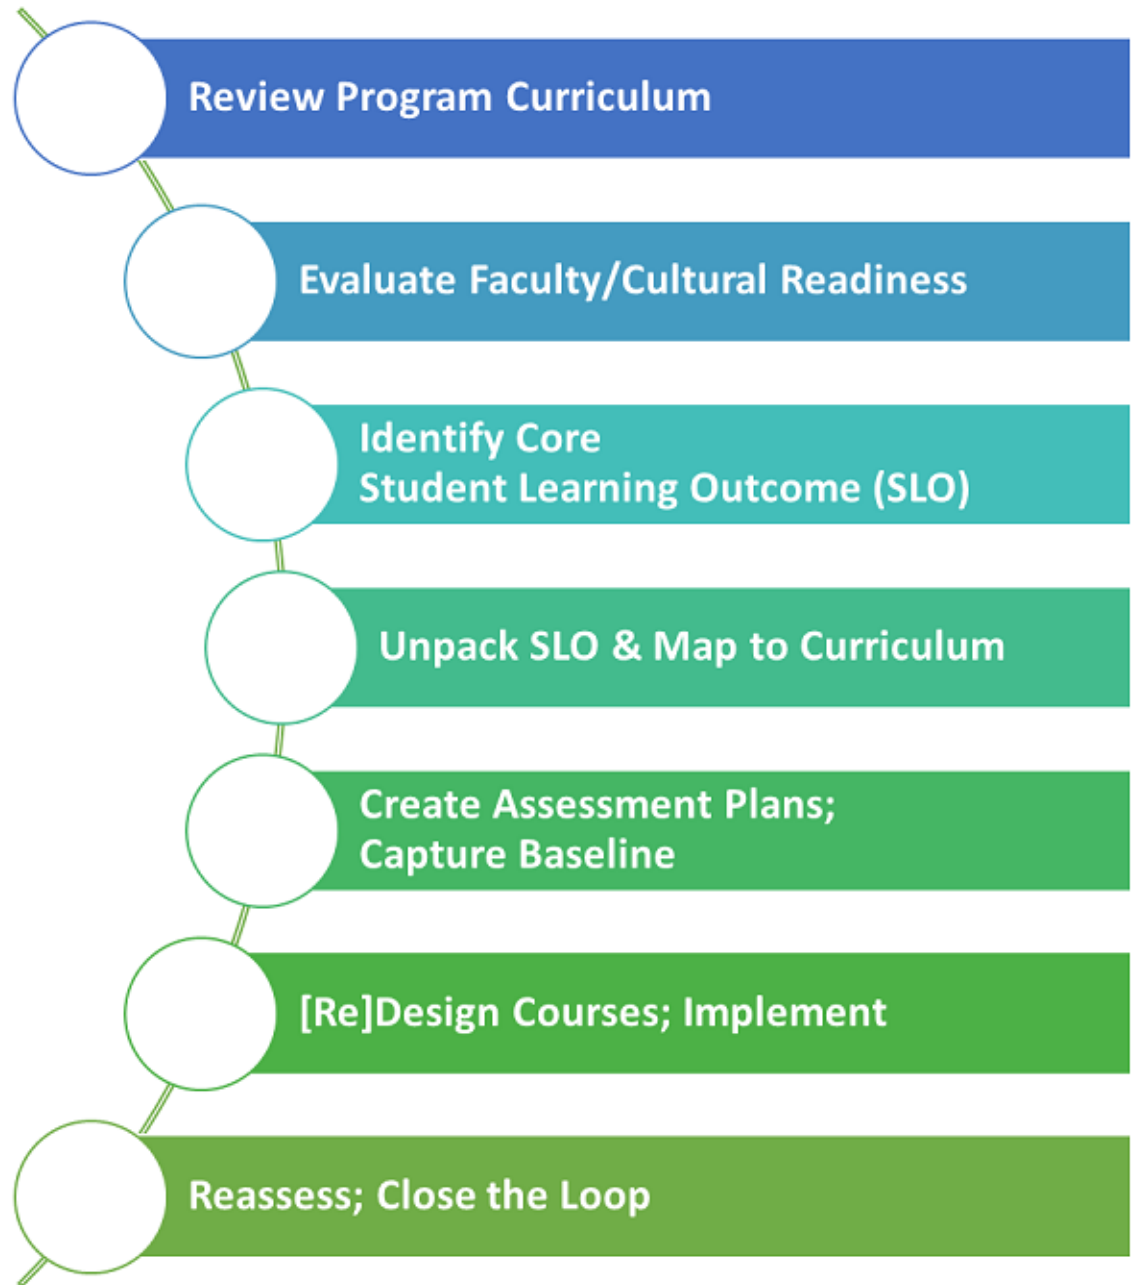 Review Program Curriculum
Evaluate Faculty/Cultural Readiness
Identify Core
Student Learning Outcome (SLO)
Unpack SLO & Map to Curriculum
Create Assessment Plans;
Capture Baseline
[Re]Design Courses; Implement
Reassess; Close the Loop